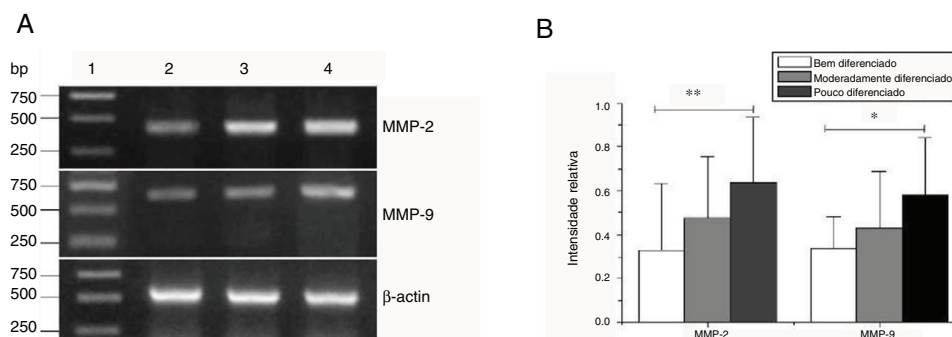 A
bp
1 2 3 4
750
500
250
MMP-2
750
500
250
MMP-9
750
500
250
β-actin
B
Bem diferenciado
Moderadamente diferenciado
Pouco diferenciado
Intensidade relativa
1.0
0.8
0.6
0.4
0.2
0.0
**
*
MMP-2 MMP-9